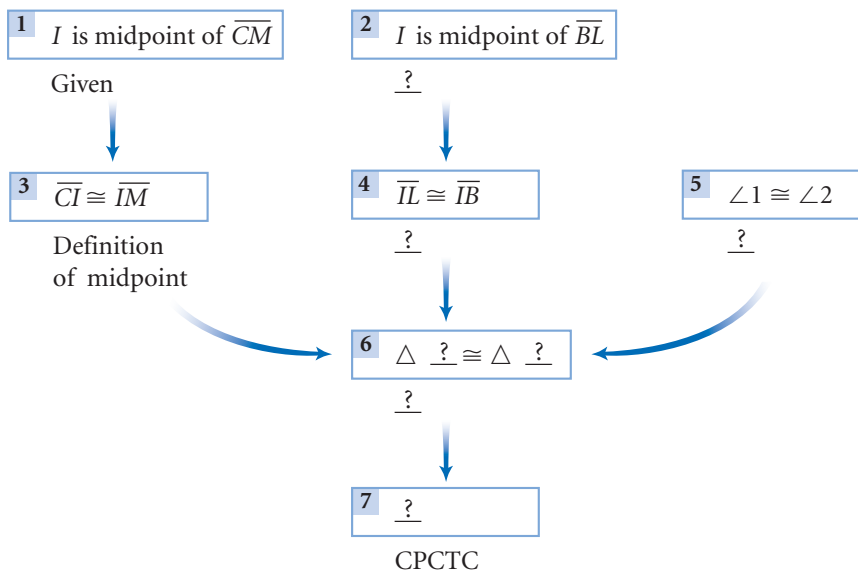 1 I is midpoint of C̅M̅
Given
2 I is midpoint of B̅L̅
?
3 C̅I̅ ≅ I̅M̅
Definition
of midpoint
4 I̅L̅ ≅ I̅B̅
?
5 ∠1 ≅ ∠2
?
6 △ ? ≅ △ ?
?
7 ?
CPCTC